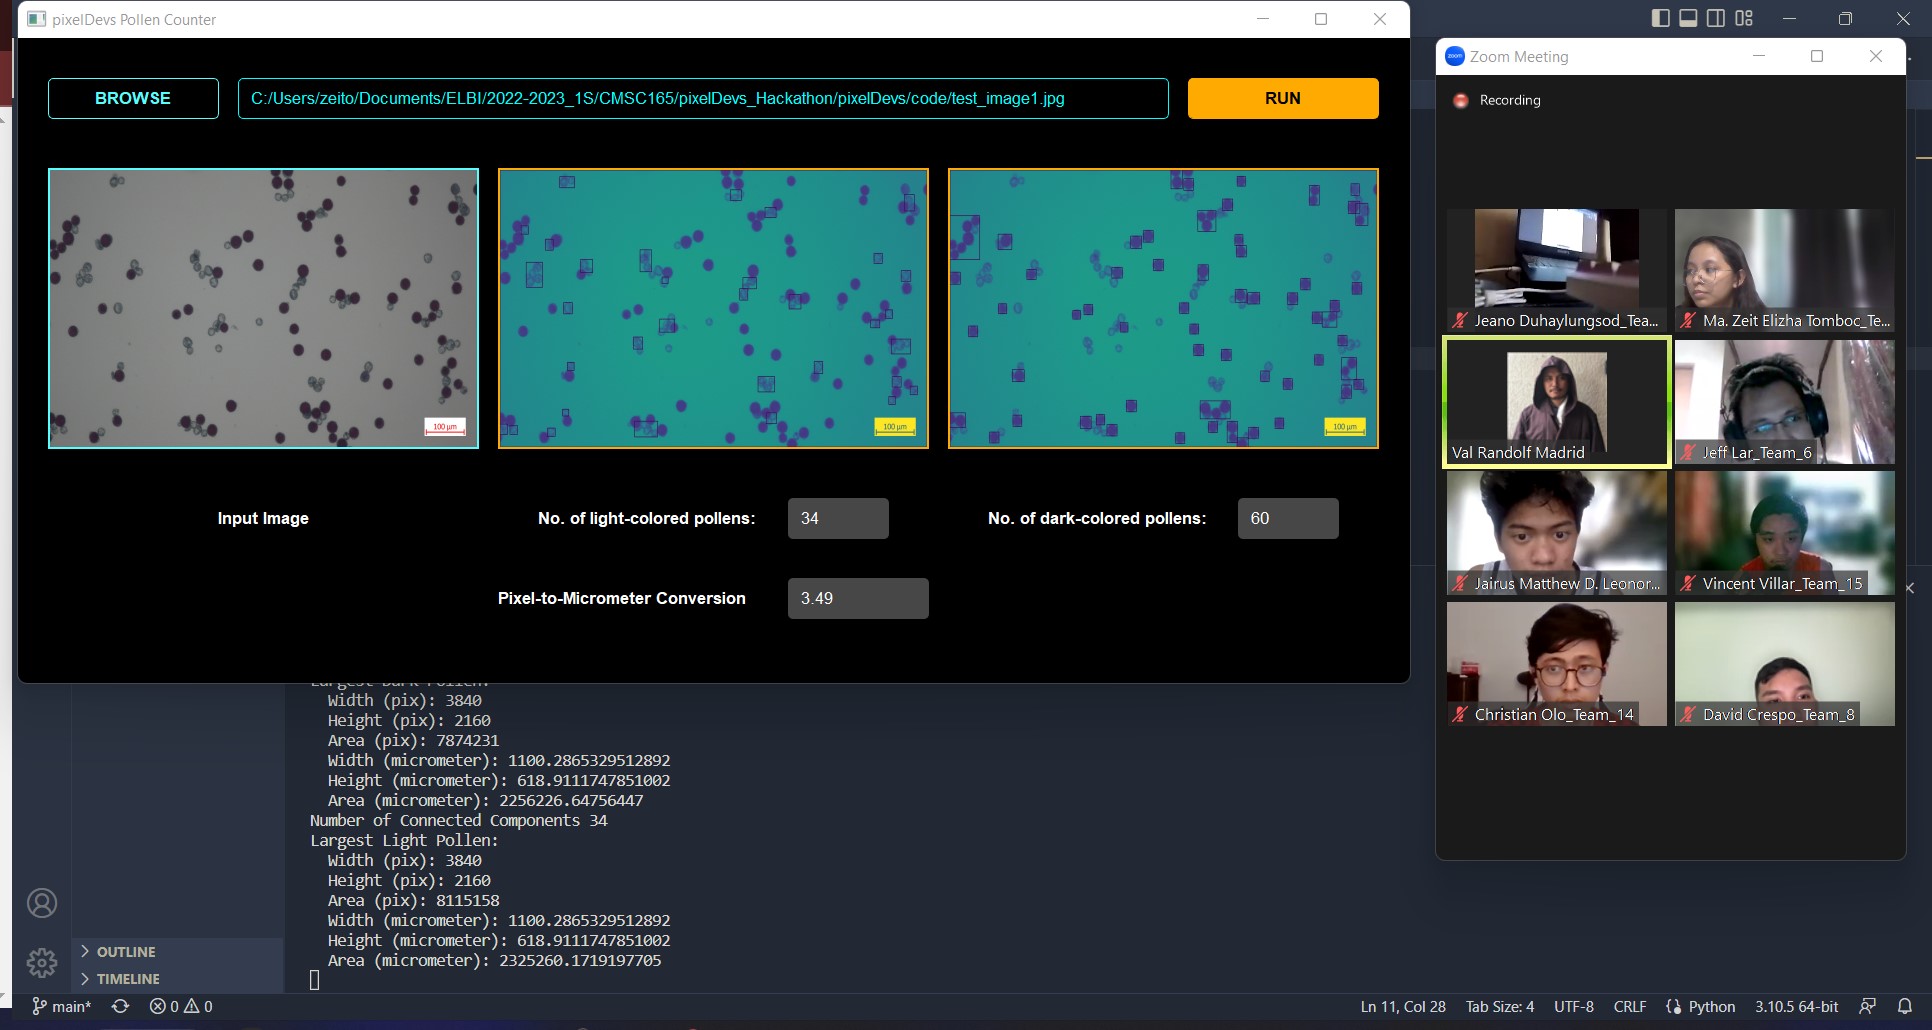 pixelDevs Pollen Counter
BROWSE
C:/Users/zeito/Documents/ELBI/2022-2023_1S/CMSC165/pixelDevs_Hackathon/pixelDevs/code/test_image1.jpg
RUN
100 µm
100 µm
100 µm
Input Image
No. of light-colored pollens:
34
No. of dark-colored pollens:
60
Pixel-to-Micrometer Conversion
3.49
Largest Dark Pollen:
Width (pix): 3840
Height (pix): 2160
Area (pix): 7874231
Width (micrometer): 1100.2865329512892
Height (micrometer): 618.9111747851002
Area (micrometer): 2256226.64756447
Number of Connected Components 34
Largest Light Pollen:
Width (pix): 3840
Height (pix): 2160
Area (pix): 8115158
Width (micrometer): 1100.2865329512892
Height (micrometer): 618.9111747851002
Area (micrometer): 2325260.1719197705
OUTLINE
TIMELINE
main*
0
0
Ln 11, Col 28
Tab Size: 4
UTF-8
CRLF
Python
3.10.5 64-bit
zoom
Zoom Meeting
Recording
Jeano Duhaylungsod_Tea...
Ma. Zeit Elizha Tomboc_Te...
Val Randolf Madrid
Jeff Lar_Team_6
Jairus Matthew D. Leonor...
Vincent Villar_Team_15
Christian Olo_Team_14
David Crespo_Team_8